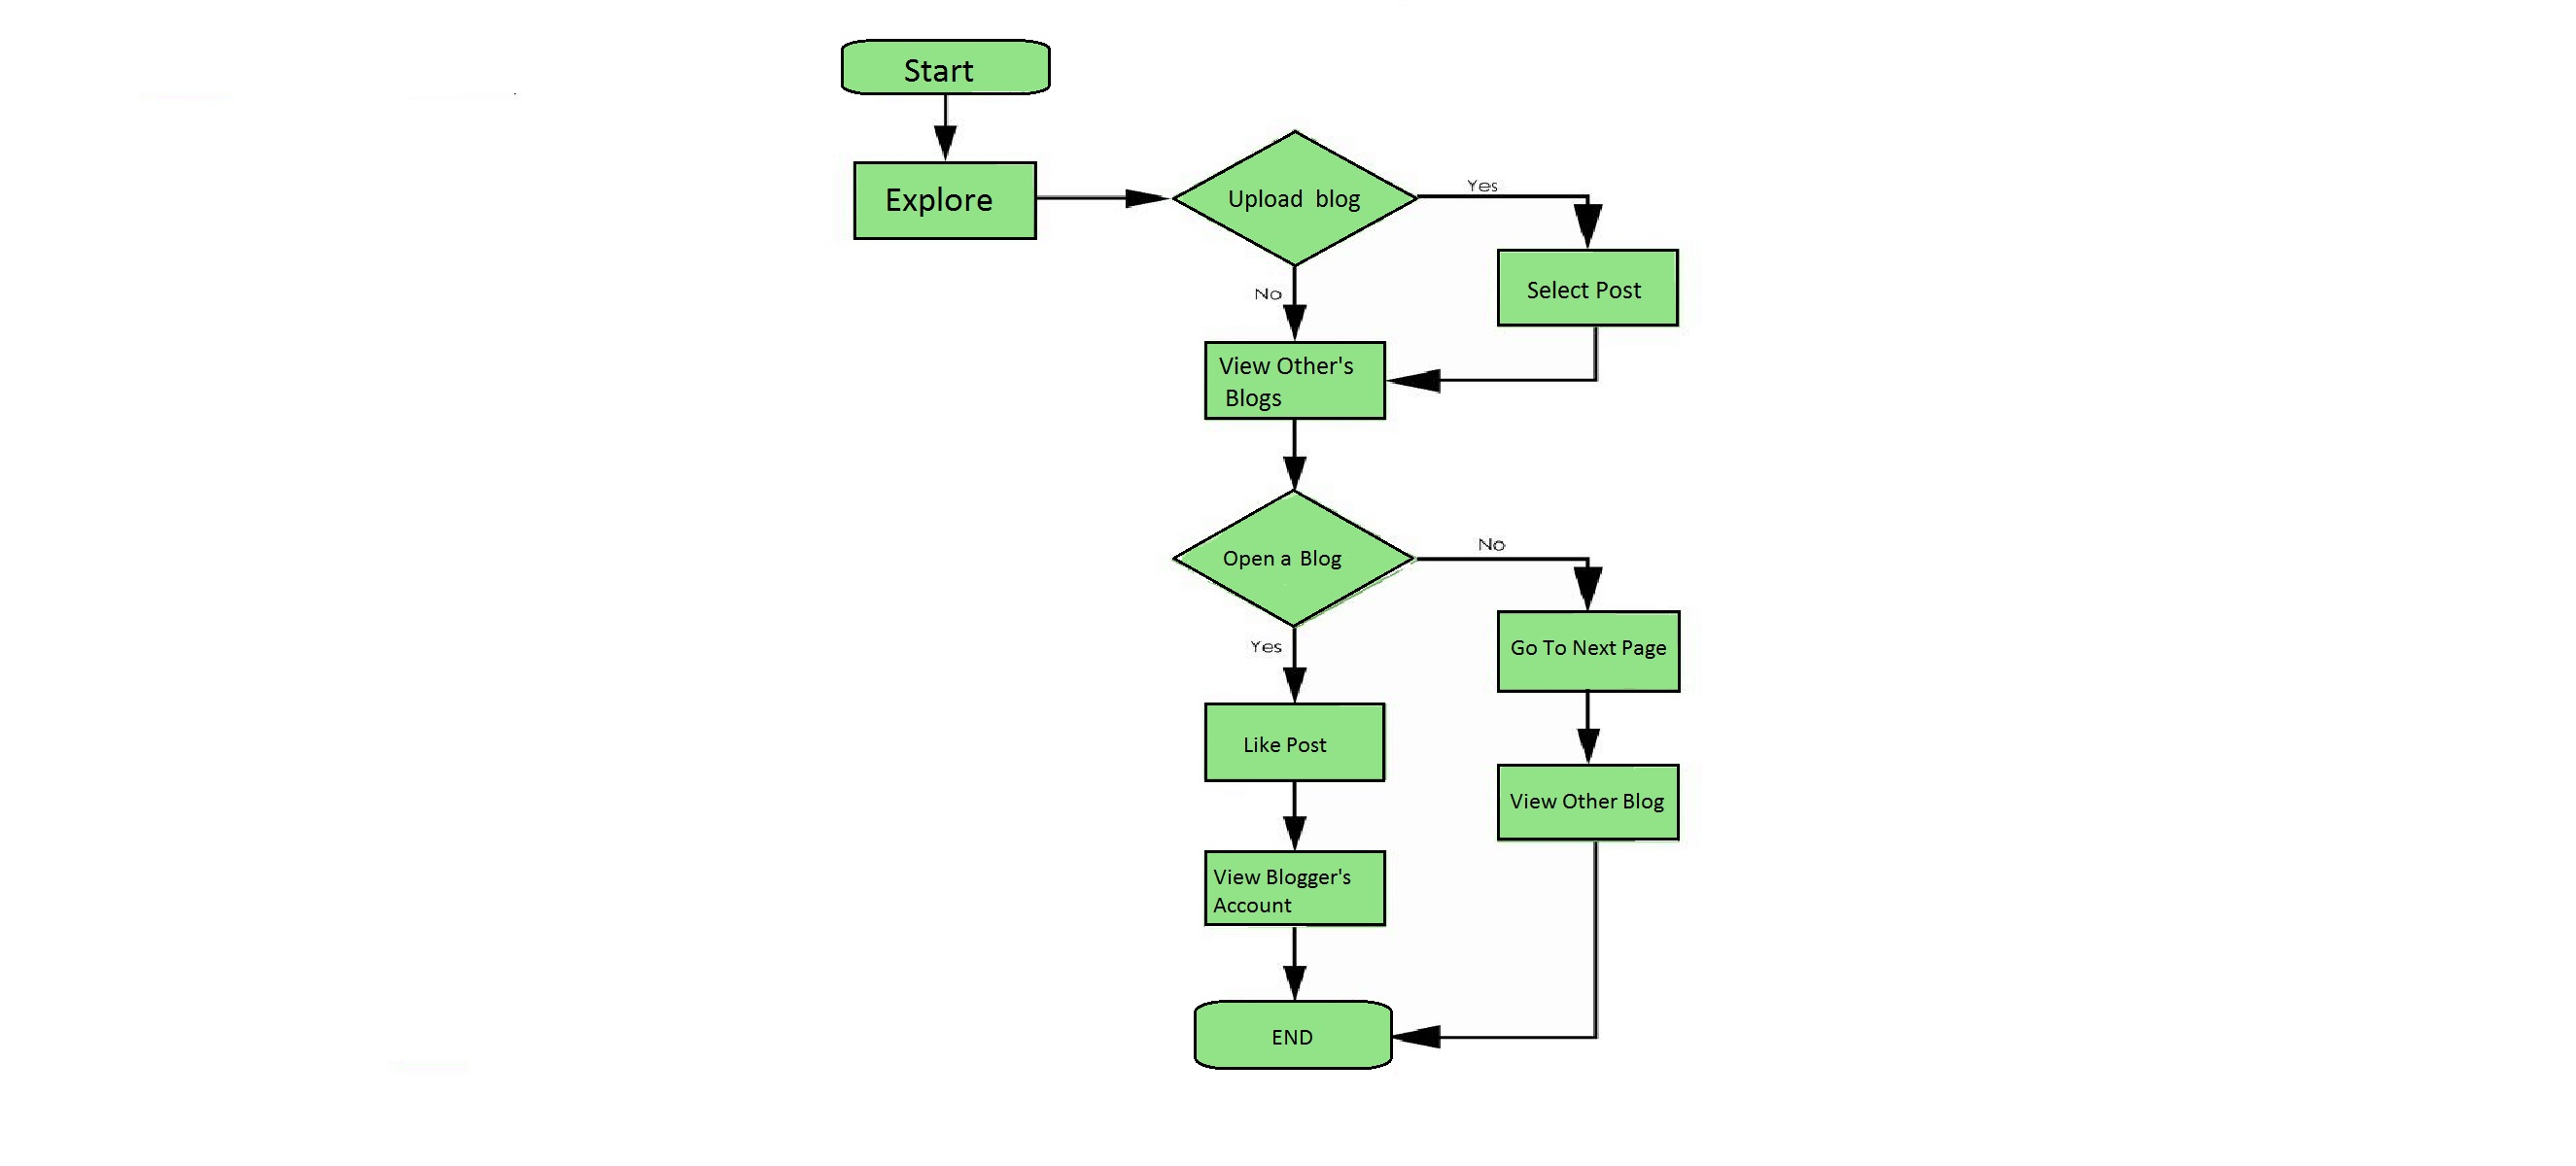 Start
Explore
Upload blog
Yes
No
Select Post
View Other's
Blogs
Open a Blog
No
Yes
Go To Next Page
Like Post
View Other Blog
View Blogger's
Account
END